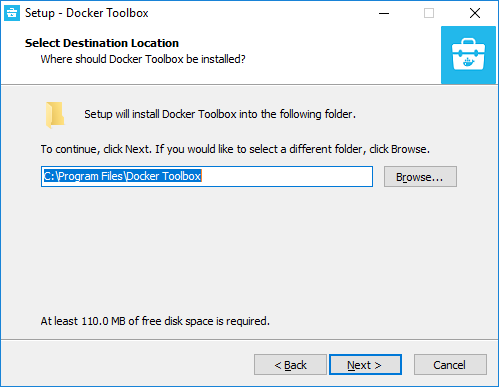 Setup - Docker Toolbox
Select Destination Location
Where should Docker Toolbox be installed?
Setup will install Docker Toolbox into the following folder.
To continue, click Next. If you would like to select a different folder, click Browse.
C:\Program Files\Docker Toolbox
Browse...
At least 110.0 MB of free disk space is required.
< Back
Next >
Cancel